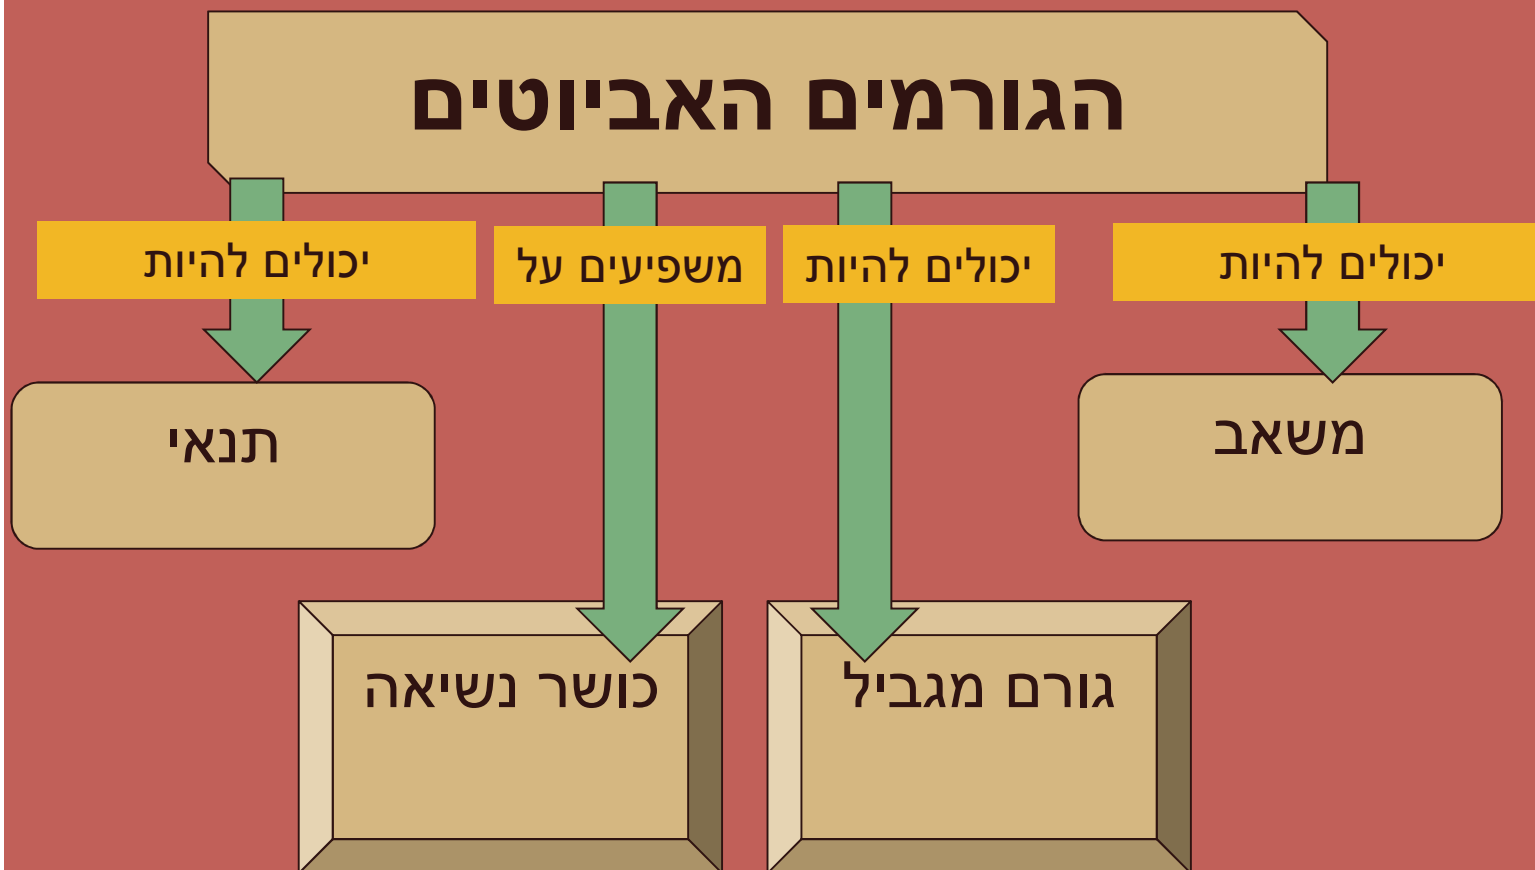 הגורמים האביוטים
יכולים להיות
יכולים להיות
משפיעים על
יכולים להיות
משאב
תנאי
גורם מגביל
כושר נשיאה